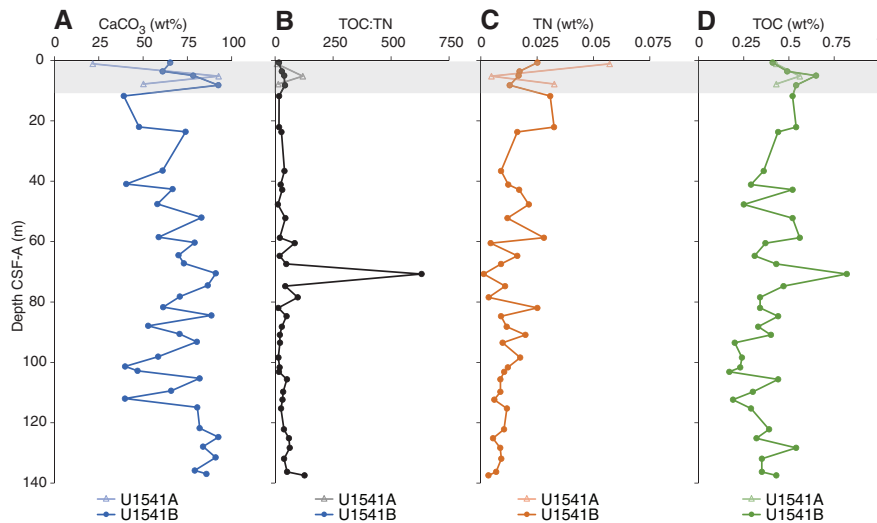 A CaCO3 (wt%)
B TOC:TN
C TN (wt%)
D TOC (wt%)
0 25 50 75 100
0 250 500 750
0 0.025 0.05 0.075
0 0.25 0.5 0.75
0
20
40
60
80
100
120
140
Depth CSF-A (m)
U1541A
U1541B
U1541A
U1541B
U1541A
U1541B
U1541A
U1541B